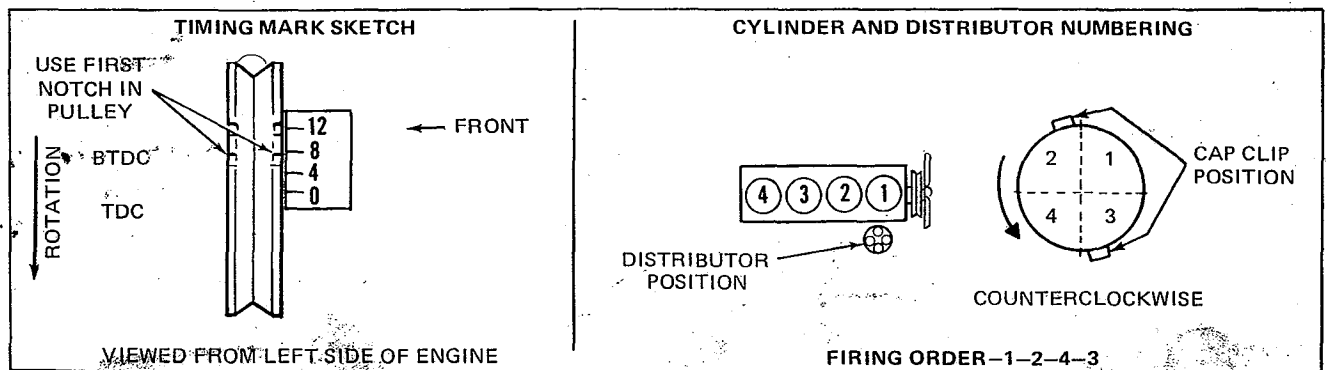 TIMING MARK SKETCH
USE FIRST
NOTCH IN
PULLEY
12
8
4
0
FRONT
BTDC
TDC
ROTATION
VIEWED FROM LEFT SIDE OF ENGINE
CYLINDER AND DISTRIBUTOR NUMBERING
4 3 2 1
DISTRIBUTOR
POSITION
2 1
4 3
CAP CLIP
POSITION
COUNTERCLOCKWISE
FIRING ORDER–1–2–4–3